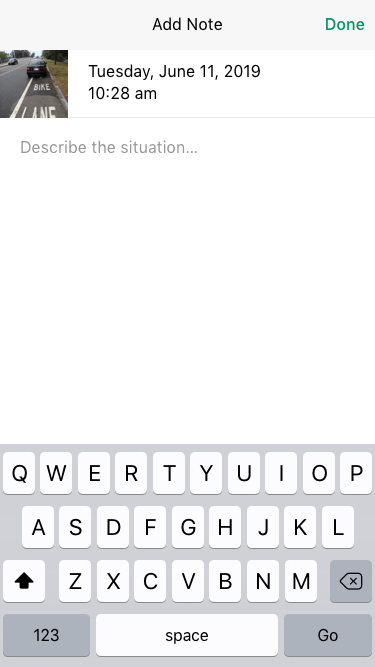 Add Note
Done
Tuesday, June 11, 2019
10:28 am
BIKE
LANE
Describe the situation...
Q W E R T Y U I O P
A S D F G H J K L
Z X C V B N M
123 space Go